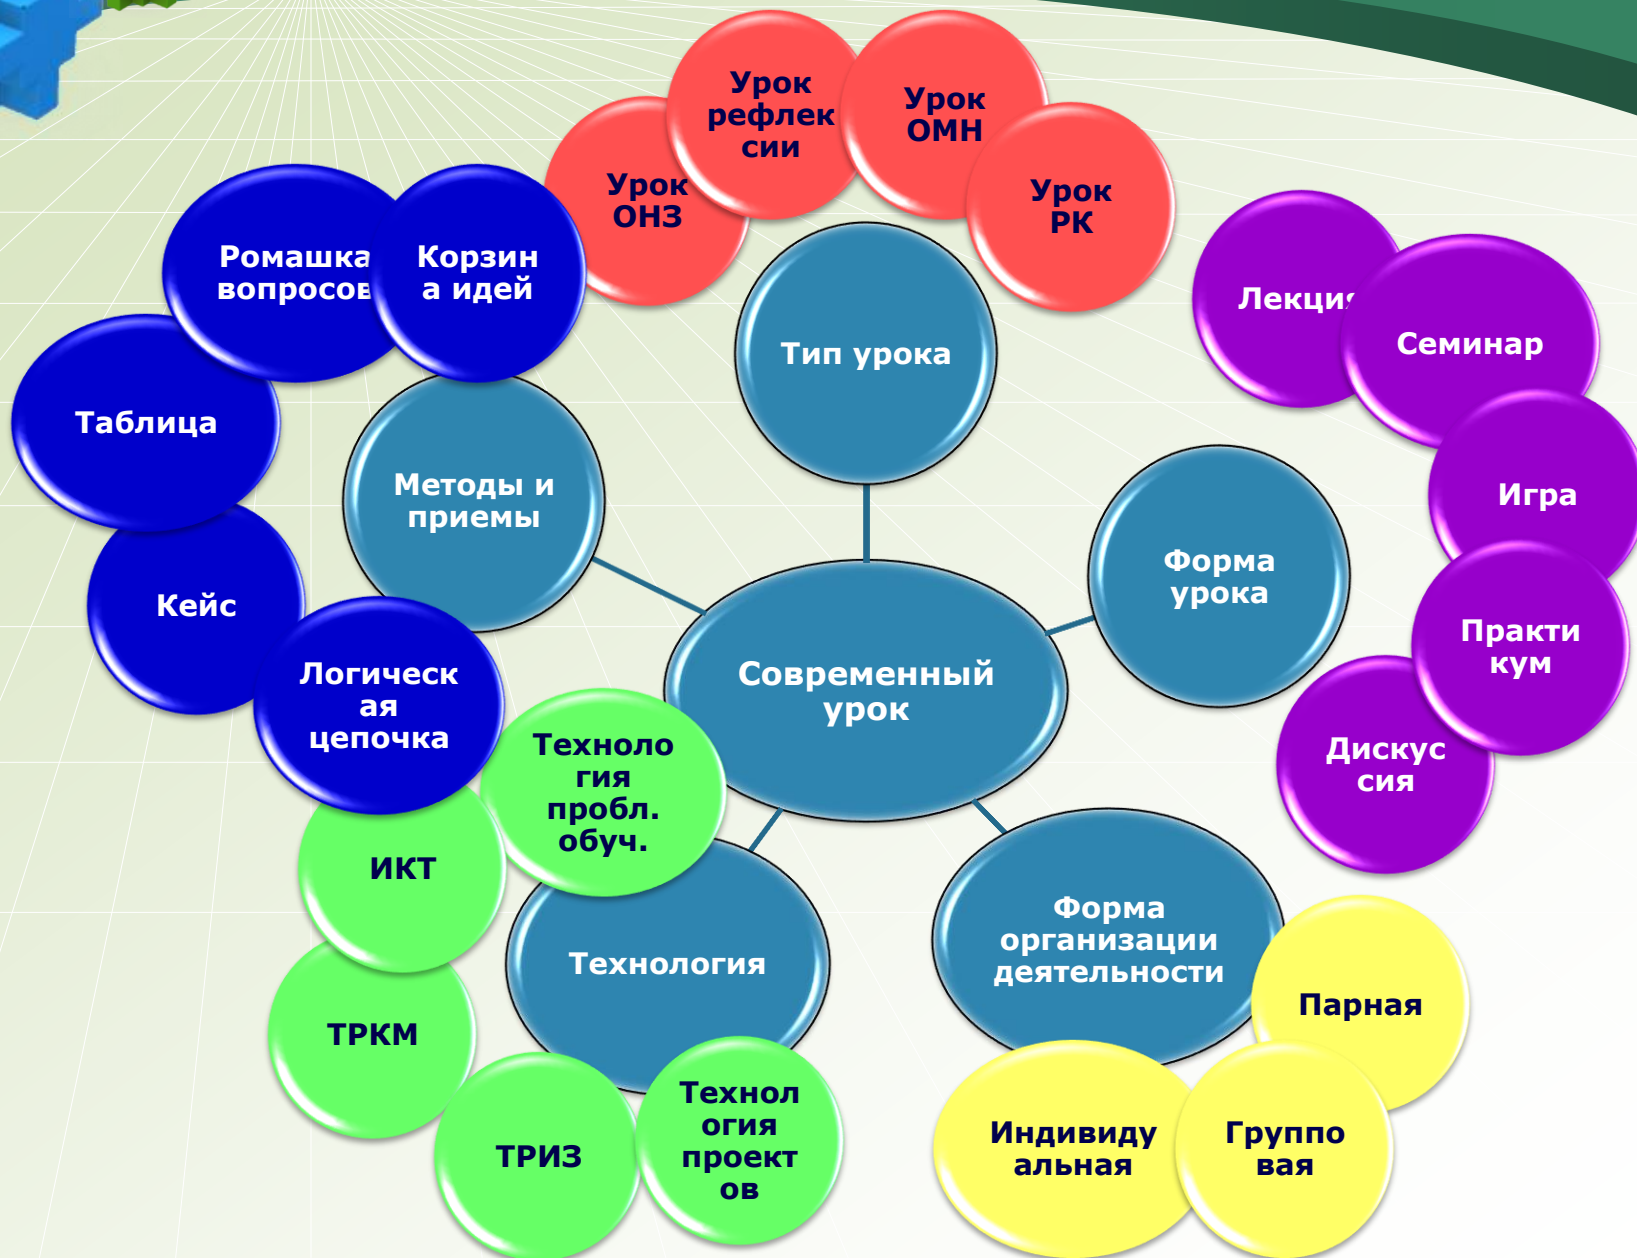 Урок
рефлек
сии
Урок
ОМН
Урок
ОНЗ
Урок
РК
Ромашка
вопросов
Корзин
а идей
Таблица
Кейс
Логическ
ая
цепочка
Методы и
приемы
Тип урока
Лекция
Семинар
Игра
Практи
кум
Дискус
сия
Форма
урока
Современный
урок
Техноло
гия
пробл.
обуч.
ИКТ
ТРКМ
ТРИЗ
Технол
огия
проект
ов
Технология
Форма
организации
деятельности
Парная
Индивиду
альная
Группо
вая